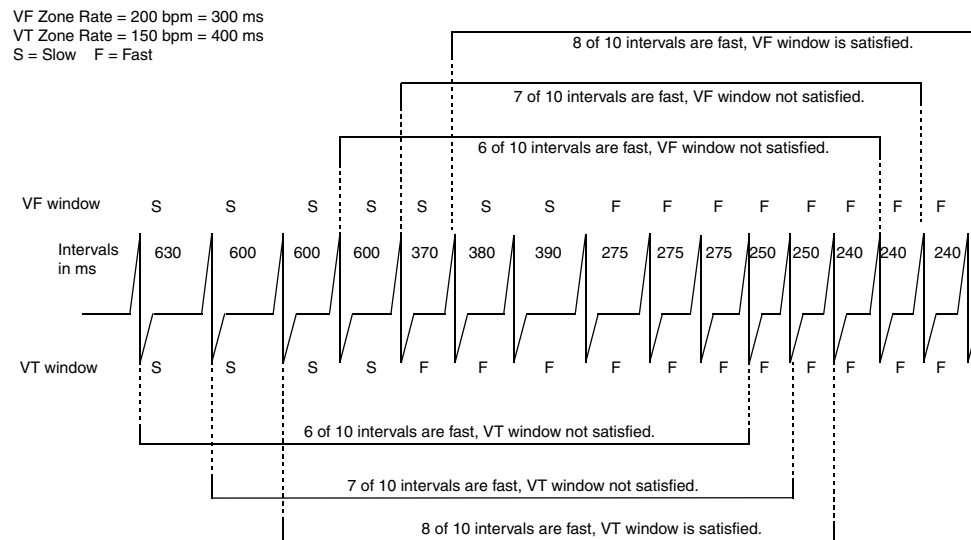 VF Zone Rate = 200 bpm = 300 ms
VT Zone Rate = 150 bpm = 400 ms
S = Slow F = Fast
8 of 10 intervals are fast, VF window is satisfied.
7 of 10 intervals are fast, VF window not satisfied.
6 of 10 intervals are fast, VF window not satisfied.
VF window S S S S S S S F F F F F F F F
Intervals in ms 630 600 600 600 370 380 390 275 275 275 250 250 240 240 240
VT window S S S S F F F F F F F F F F F
6 of 10 intervals are fast, VT window not satisfied.
7 of 10 intervals are fast, VT window not satisfied.
8 of 10 intervals are fast, VT window is satisfied.